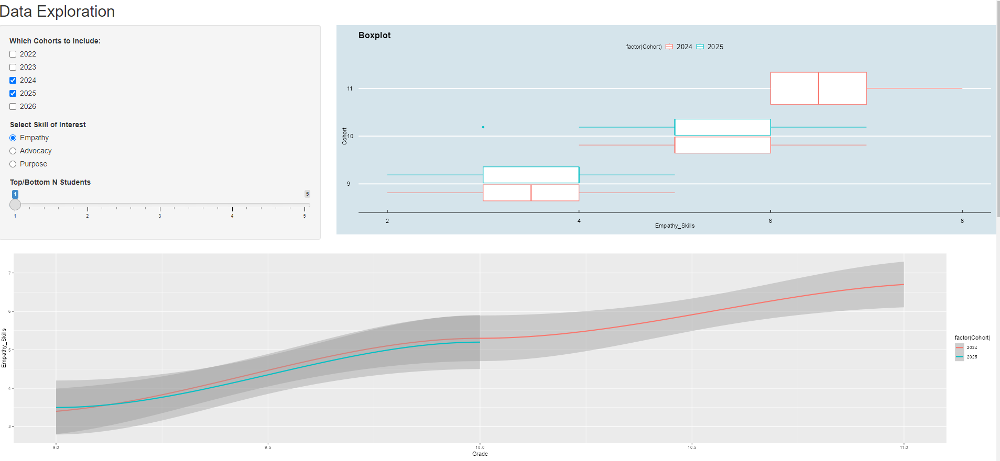 Data Exploration
Which Cohorts to Include:
2022
2023
2024
2025
2026
Select Skill of Interest
Empathy
Advocacy
Purpose
Top/Bottom N Students
1 5
1 2 3 4 5
Boxplot
factor(Cohort) 2024 2025
11
10
9
Cohort
2 4 6 8
Empathy_Skills
7
6
5
4
3
Empathy_Skills
9.0 9.5 10.0 10.5 11.0
Grade
factor(Cohort)
2024
2025